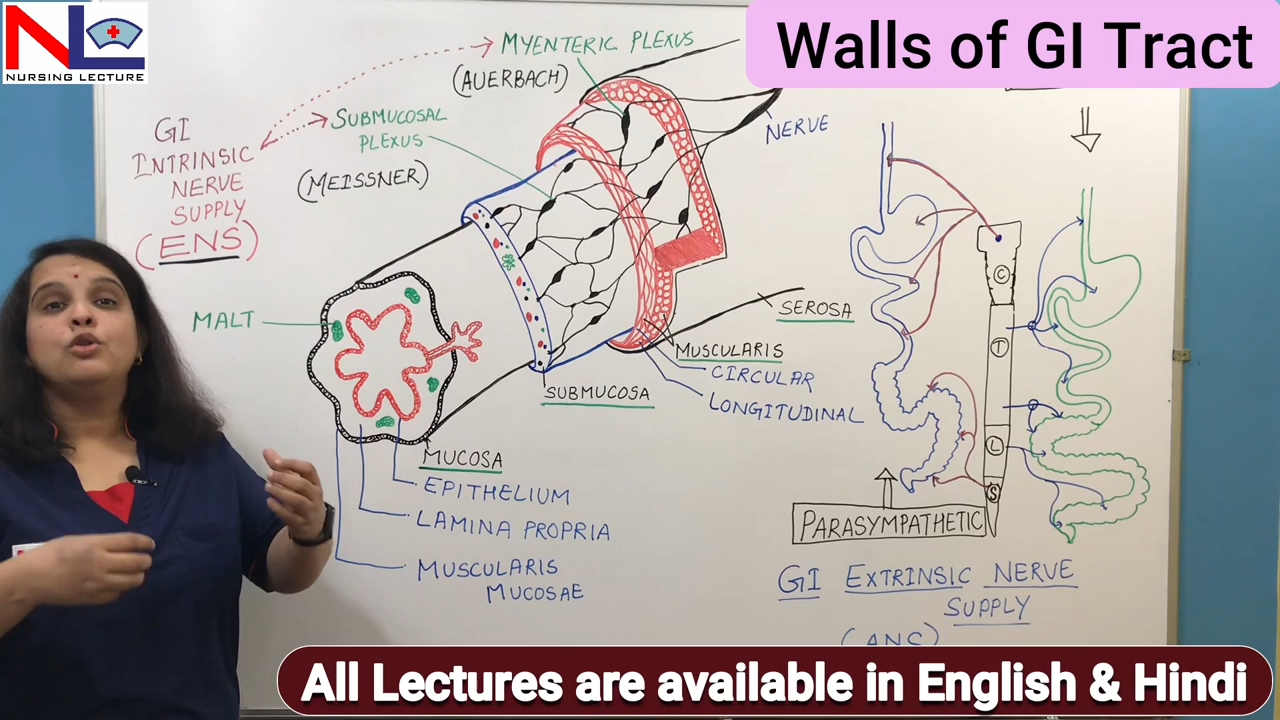 NL
NURSING LECTURE
Walls of GI Tract
MYENTERIC PLEXUS
(AUERBACH)
SUBMUCOSAL
PLEXUS
(MEISSNER)
GI
INTRINSIC
NERVE
SUPPLY
(ENS)
NERVE
MALT
SEROSA
MUSCULARIS
CIRCULAR
LONGITUDINAL
SUBMUCOSA
MUCOSA
EPITHELIUM
LAMINA PROPRIA
MUSCULARIS
MUCOSAE
C
T
L
S
PARASYMPATHETIC
GI EXTRINSIC NERVE
SUPPLY
(ANS)
All Lectures are available in English & Hindi